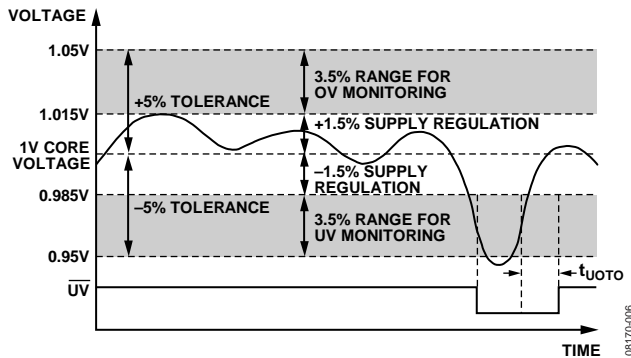 VOLTAGE
1.05V
3.5% RANGE FOR
OV MONITORING
+5% TOLERANCE
1.015V
+1.5% SUPPLY REGULATION
1V CORE
VOLTAGE
–1.5% SUPPLY
REGULATION
0.985V
–5% TOLERANCE
3.5% RANGE FOR
UV MONITORING
0.95V
tUOTO
UV
TIME
08170-006